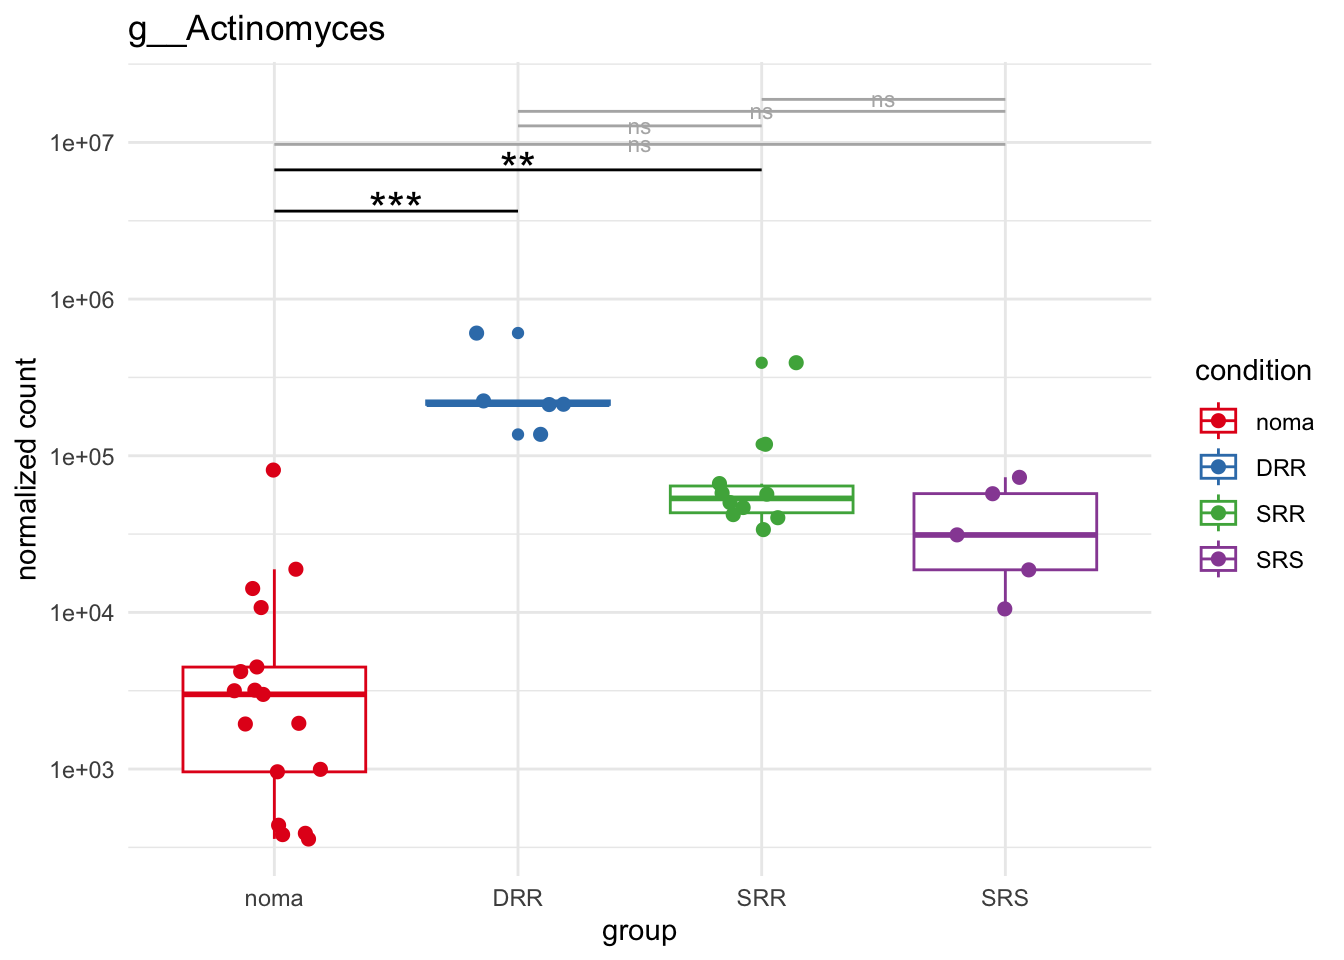 g__Actinomyces
ns
ns
ns
ns
**
***
1e+07
1e+06
1e+05
1e+04
1e+03
normalized count
noma
DRR
SRR
SRS
group
condition
noma
DRR
SRR
SRS